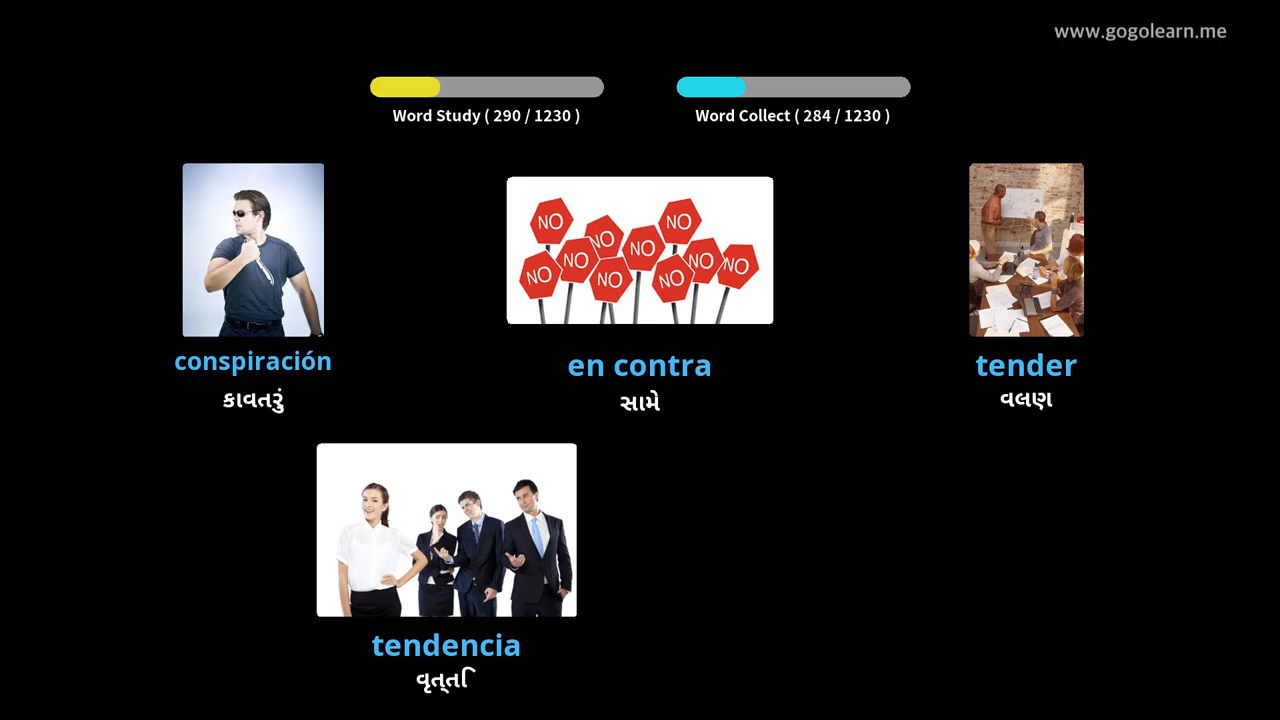 www.gogolearn.me
Word Study ( 290 / 1230 )
Word Collect ( 284 / 1230 )
NO
NO
NO
NO
NO
NO
NO
NO
NO
NO
conspiración
કાવતરું
en contra
સામે
tender
વલણ
tendencia
વૃત્તિ